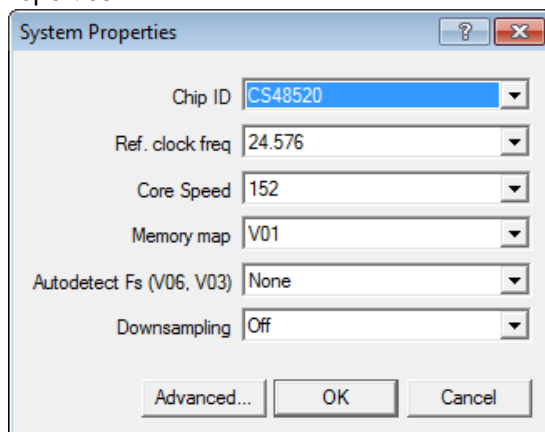 System Properties
Chip ID CS48520
Ref. clock freq 24.576
Core Speed 152
Memory map V01
Autodetect Fs (V06, V03) None
Downsampling Off
Advanced... OK Cancel